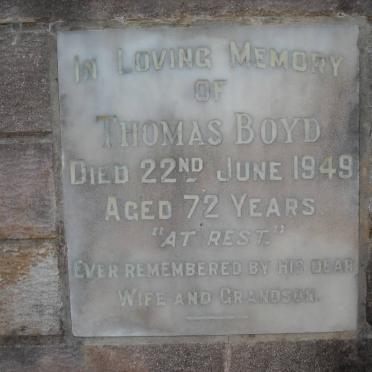 In Loving Memory
of
Thomas Boyd
Died 22nd June 1949
Aged 72 Years
"At Rest."
Ever remembered by his dear
Wife and Grandson.